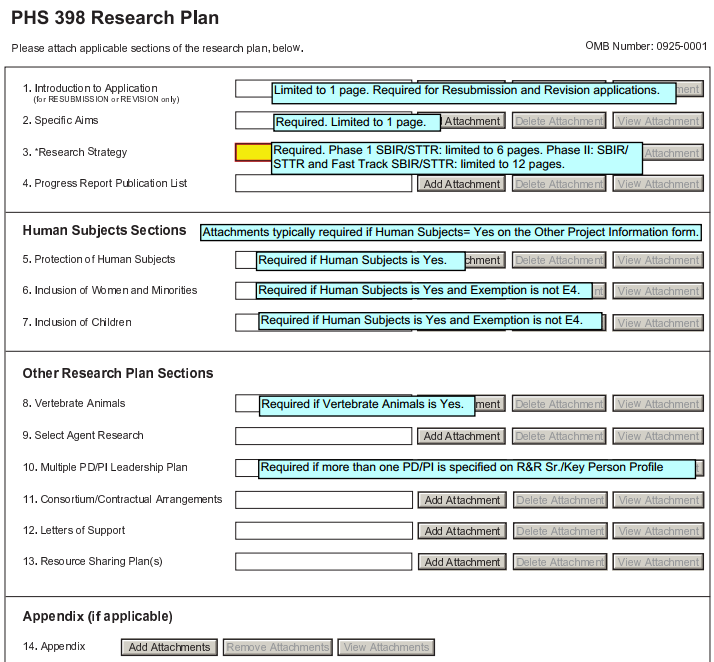 PHS 398 Research Plan
Please attach applicable sections of the research plan, below.
OMB Number: 0925-0001
1. Introduction to Application
(for RESUBMISSION or REVISION only)
Limited to 1 page. Required for Resubmission and Revision applications.
2. Specific Aims
Required. Limited to 1 page.
Attachment
Delete Attachment
View Attachment
3. *Research Strategy
Required. Phase 1 SBIR/STTR: limited to 6 pages. Phase II: SBIR/
STTR and Fast Track SBIR/STTR: limited to 12 pages.
Attachment
4. Progress Report Publication List
Add Attachment
Delete Attachment
View Attachment
Human Subjects Sections
Attachments typically required if Human Subjects= Yes on the Other Project Information form.
5. Protection of Human Subjects
Required if Human Subjects is Yes.
Delete Attachment
View Attachment
6. Inclusion of Women and Minorities
Required if Human Subjects is Yes and Exemption is not E4.
View Attachment
7. Inclusion of Children
Required if Human Subjects is Yes and Exemption is not E4.
View Attachment
Other Research Plan Sections
8. Vertebrate Animals
Required if Vertebrate Animals is Yes.
Delete Attachment
View Attachment
9. Select Agent Research
Add Attachment
Delete Attachment
View Attachment
10. Multiple PD/PI Leadership Plan
Required if more than one PD/PI is specified on R&R Sr./Key Person Profile
11. Consortium/Contractual Arrangements
Add Attachment
Delete Attachment
View Attachment
12. Letters of Support
Add Attachment
Delete Attachment
View Attachment
13. Resource Sharing Plan(s)
Add Attachment
Delete Attachment
View Attachment
Appendix (if applicable)
14. Appendix
Add Attachments
Remove Attachments
View Attachments